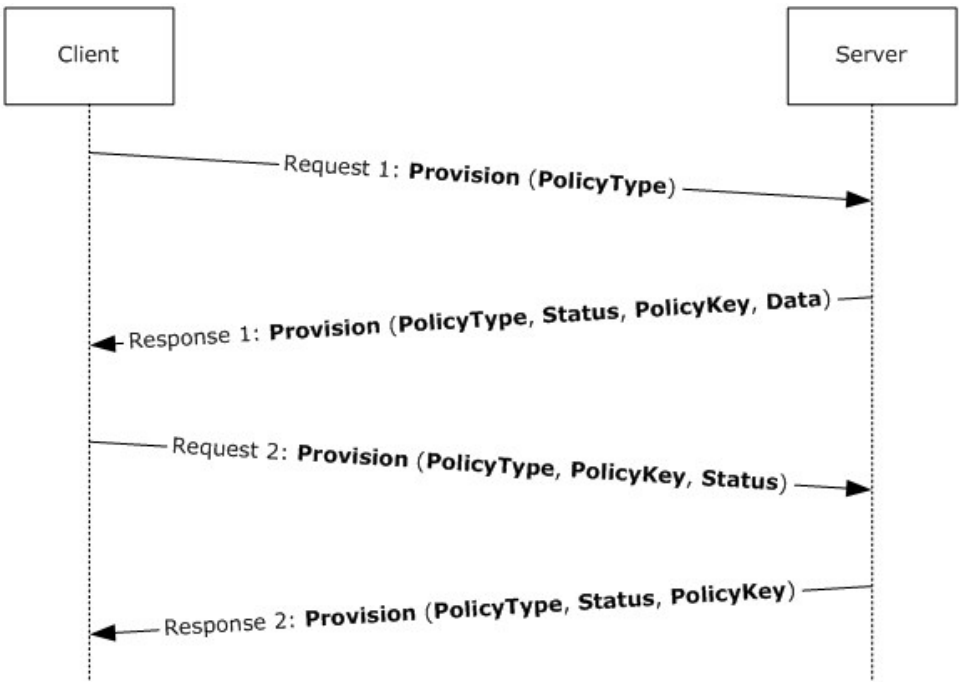 Client
Server
Request 1: Provision (PolicyType)
Response 1: Provision (PolicyType, Status, PolicyKey, Data)
Request 2: Provision (PolicyType, PolicyKey, Status)
Response 2: Provision (PolicyType, Status, PolicyKey)